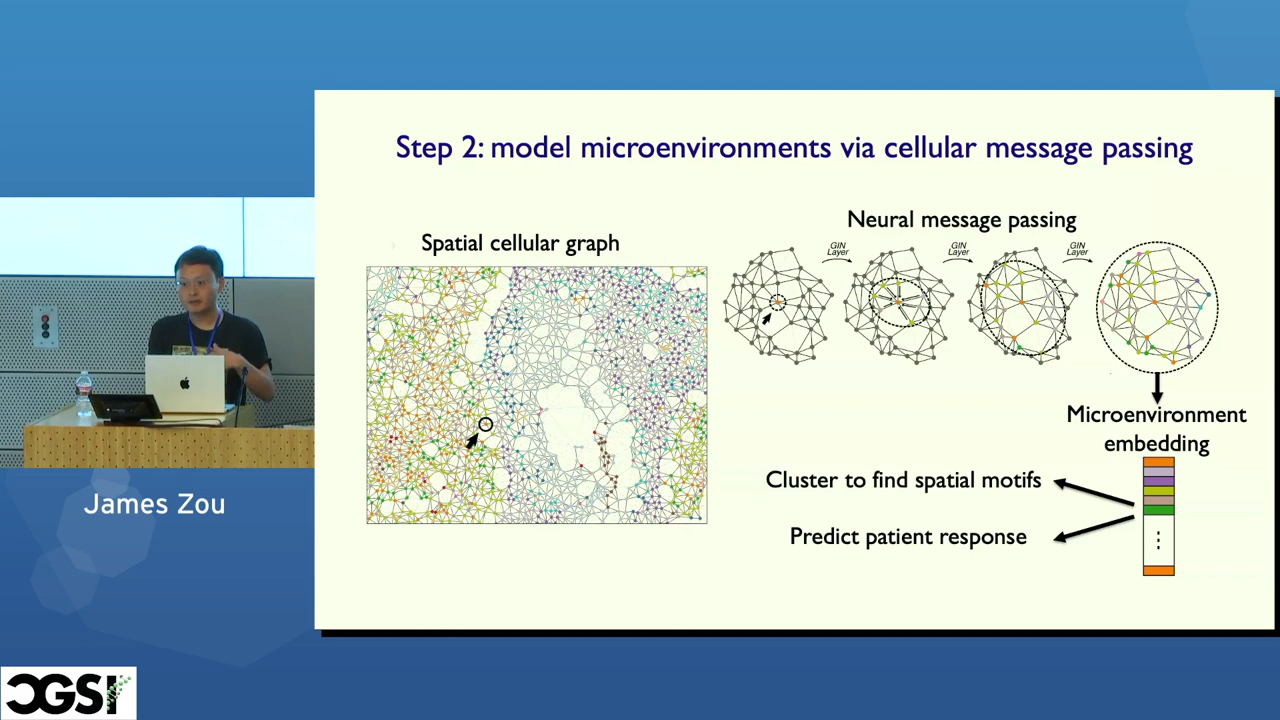 Step 2: model microenvironments via cellular message passing
Spatial cellular graph
Neural message passing
GIN
Layer
GIN
Layer
GIN
Layer
Microenvironment
embedding
Cluster to find spatial motifs
Predict patient response
James Zou
CGSI